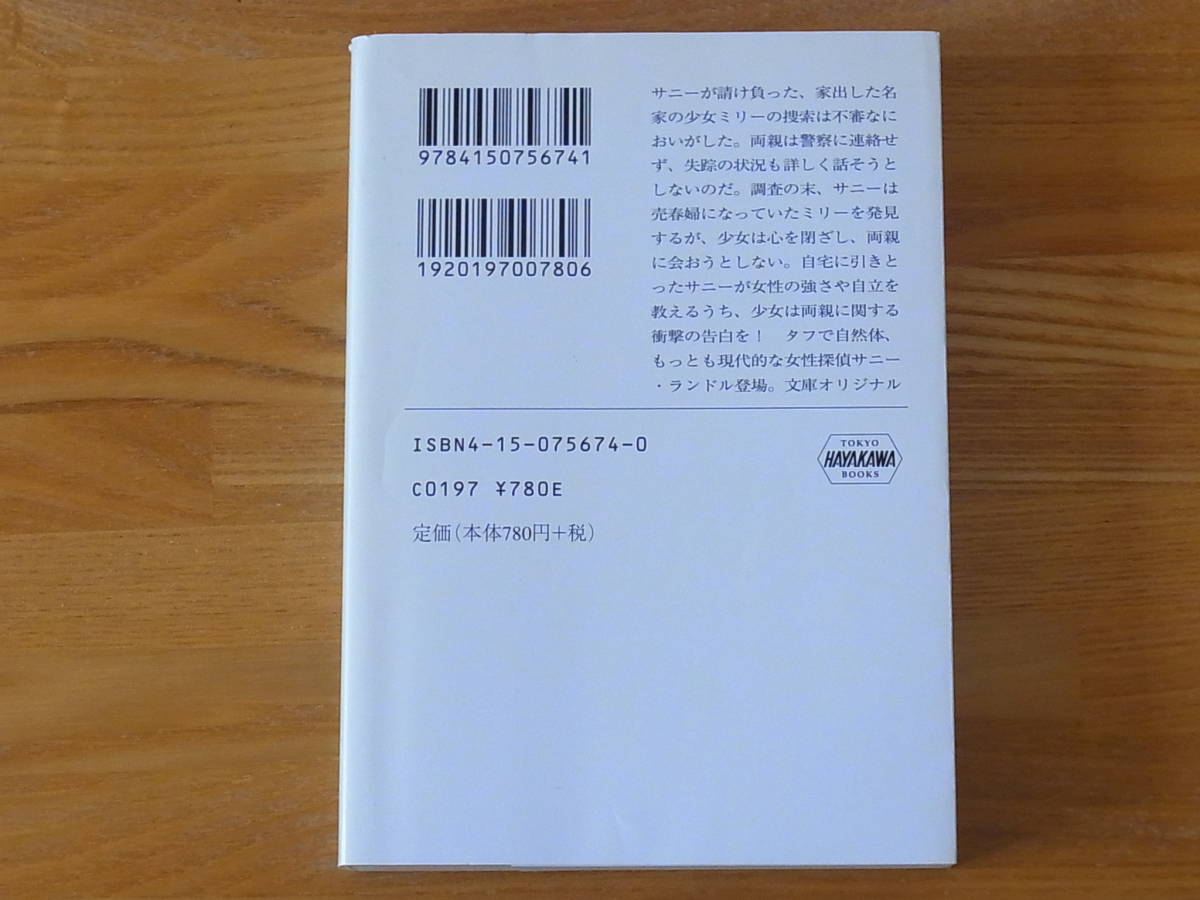 9784150756741
1920197007806
サニーが請け負った、家出した名
家の少女ミリーの捜索は不審なに
おいがした。両親は警察に連絡せ
ず、失踪の状況も詳しく話そうと
しないのだ。調査の末、サニーは
売春婦になっていたミリーを発見
するが、少女は心を閉ざし、両親
に会おうとしない。自宅に引きと
ったサニーが女性の強さや自立を
教えるうち、少女は両親に関する
衝撃の告白を！　タフで自然体、
もっとも現代的な女性探偵サニー
・ランドル登場。文庫オリジナル
ISBN4-15-075674-0
C0197 ¥780E
定価(本体780円+税)
TOKYO
HAYAKAWA
BOOKS